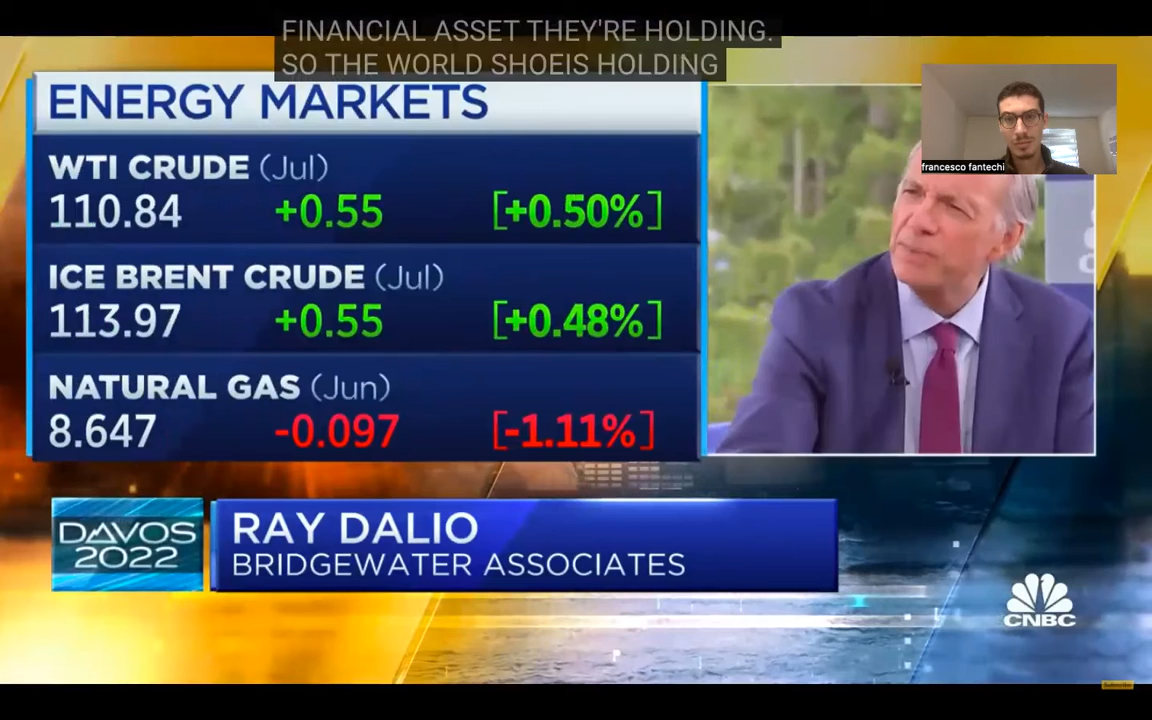 FINANCIAL ASSET THEY'RE HOLDING.
SO THE WORLD SHOEIS HOLDING
ENERGY MARKETS
WTI CRUDE (Jul)
110.84 +0.55 [+0.50%]
ICE BRENT CRUDE (Jul)
113.97 +0.55 [+0.48%]
NATURAL GAS (Jun)
8.647 -0.097 [-1.11%]
francesco fantechi
DAVOS
2022
RAY DALIO
BRIDGEWATER ASSOCIATES
CNBC
Subscribe